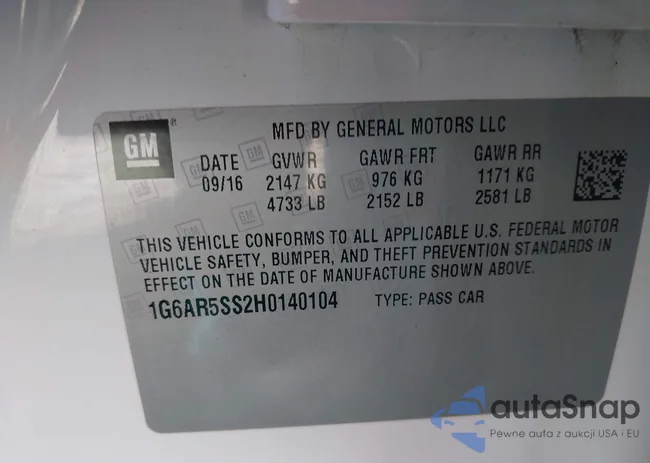 GM
MFD BY GENERAL MOTORS LLC
DATE GVWR GAWR FRT GAWR RR
09/16 2147 KG 976 KG 1171 KG
4733 LB 2152 LB 2581 LB
THIS VEHICLE CONFORMS TO ALL APPLICABLE U.S. FEDERAL MOTOR
VEHICLE SAFETY, BUMPER, AND THEFT PREVENTION STANDARDS IN
EFFECT ON THE DATE OF MANUFACTURE SHOWN ABOVE.
1G6AR5SS2H0140104 TYPE: PASS CAR
autoSnap
Pewne auta z aukcji USA i EU